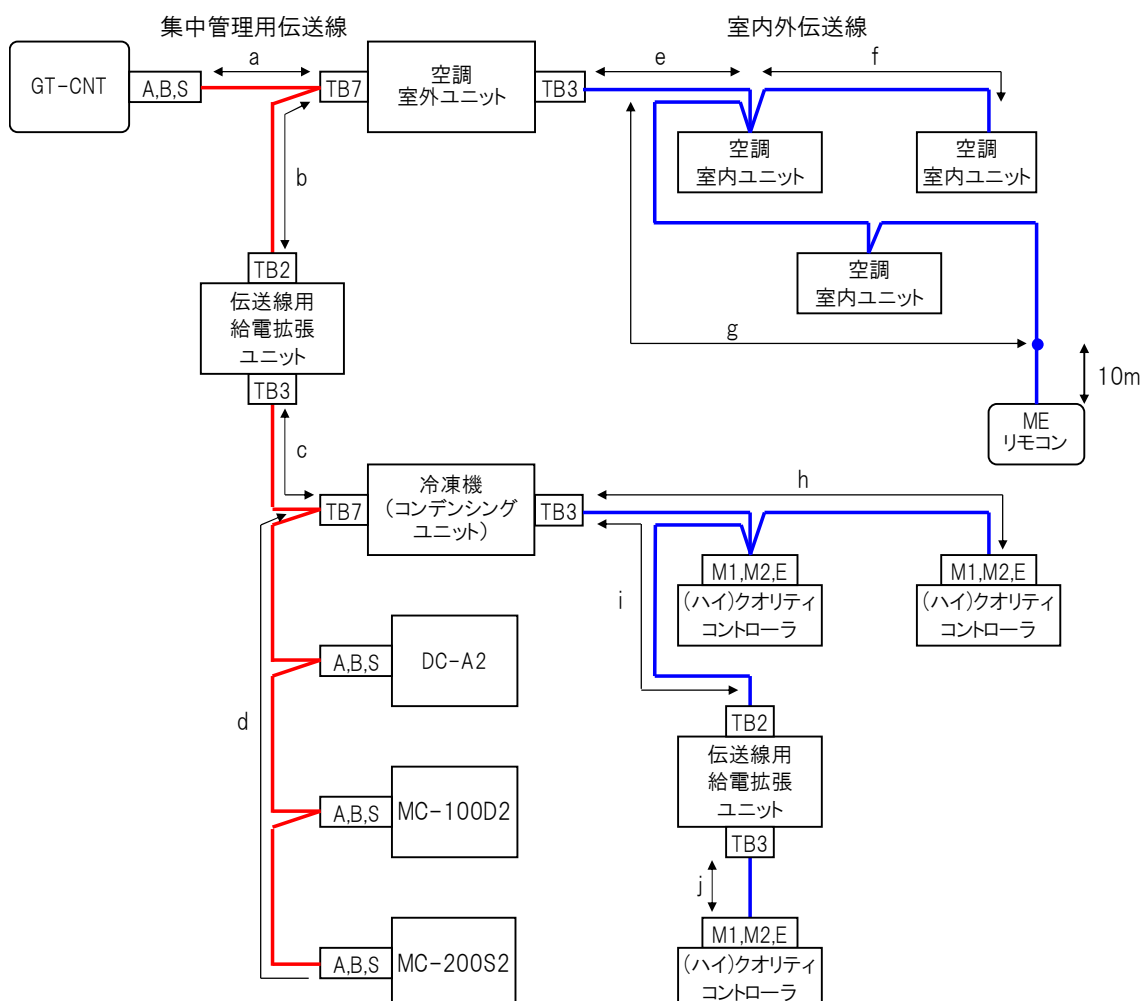 集中管理用伝送線
室内外伝送線
a
e
f
GT-CNT
A,B,S
TB7
空調
室外ユニット
TB3
空調
室内ユニット
空調
室内ユニット
b
TB2
伝送線用
給電拡張
ユニット
TB3
空調
室内ユニット
g
10m
ME
リモコン
c
TB7
冷凍機
(コンデンシング
ユニット)
TB3
h
M1,M2,E
(ハイ)クオリティ
コントローラ
M1,M2,E
(ハイ)クオリティ
コントローラ
i
A,B,S
DC-A2
d
TB2
伝送線用
給電拡張
ユニット
TB3
A,B,S
MC-100D2
j
A,B,S
MC-200S2
M1,M2,E
(ハイ)クオリティ
コントローラ